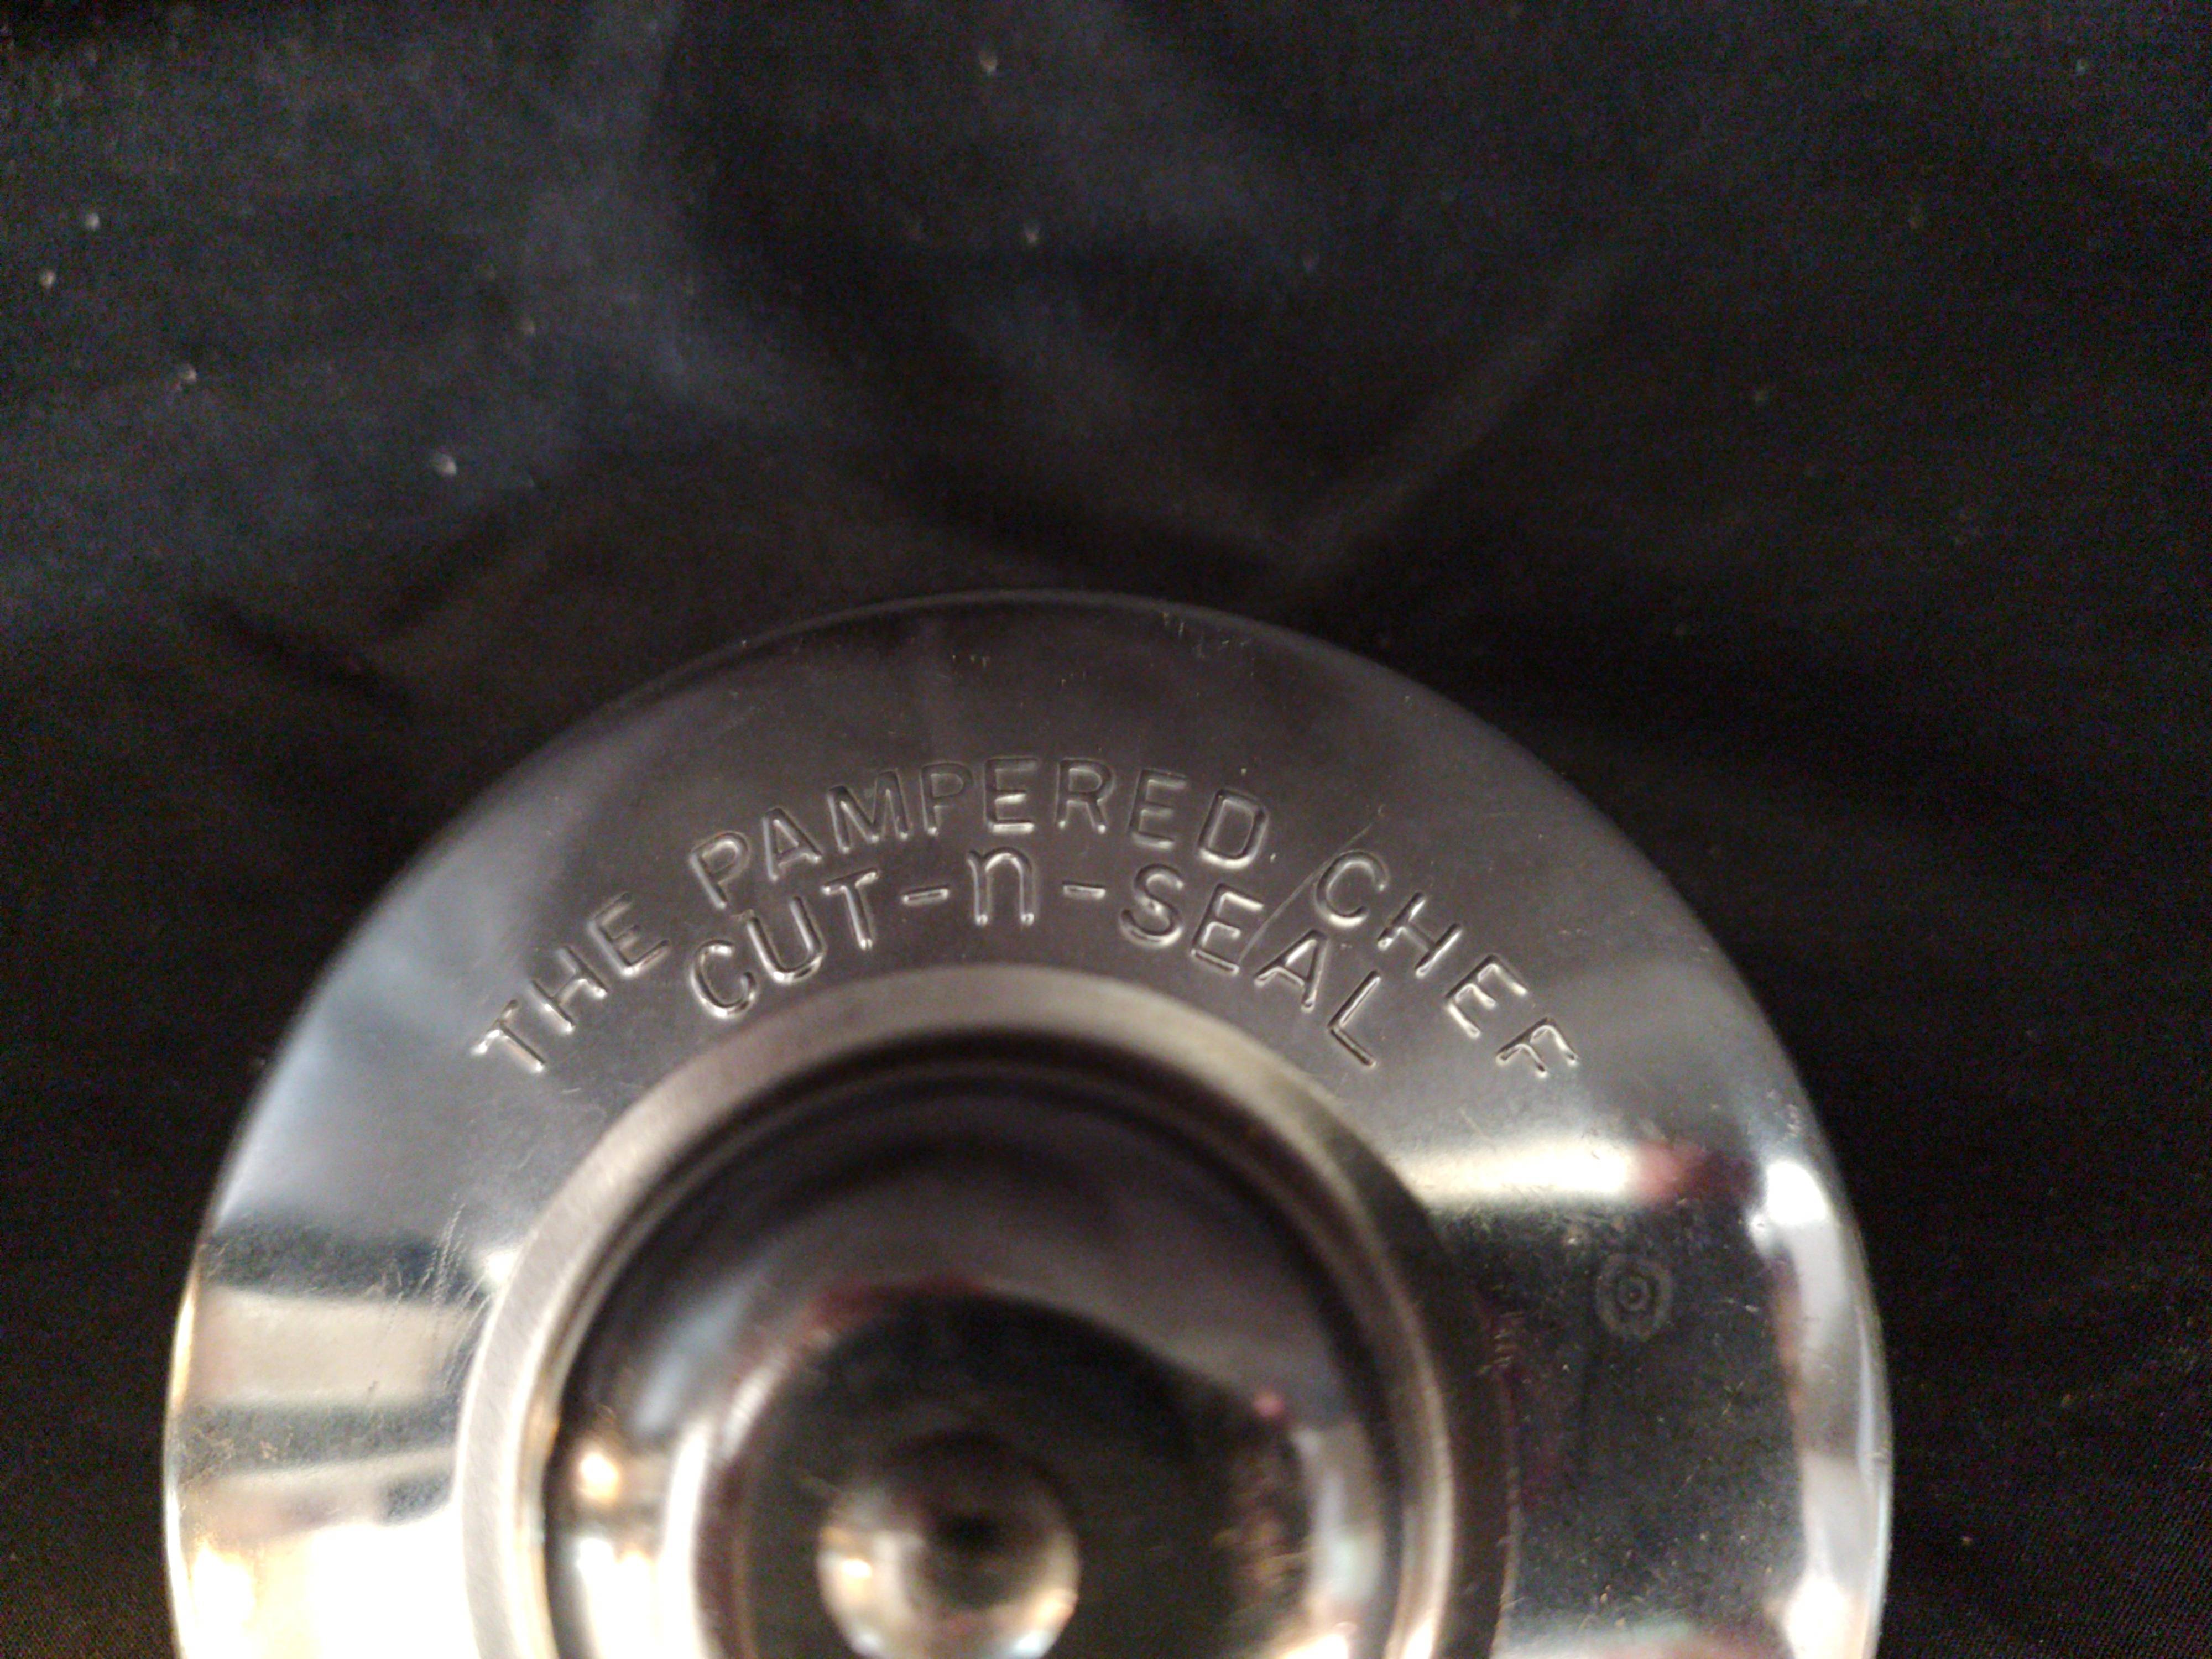 THE PAMPERED CHEF
CUT-n-SEAL